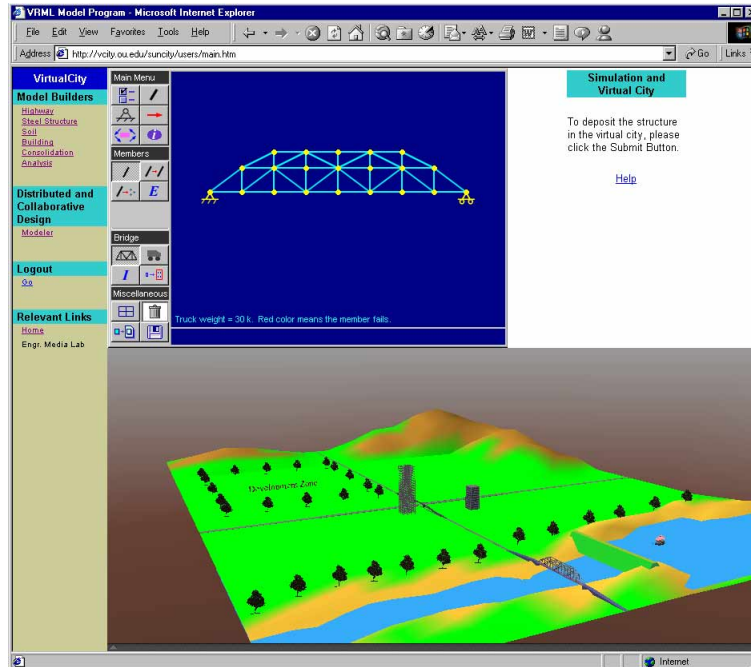 VRML Model Program - Microsoft Internet Explorer
File Edit View Favorites Tools Help
Address http://vcity.ou.edu/suncity/users/main.htm Go Links
VirtualCity
Model Builders
Highway
Steel Structure
Soil
Building
Consolidation
Analysis
Distributed and
Collaborative
Design
Modeler
Logout
Go
Relevant Links
Home
Engr. Media Lab
Main Menu
Members
E
Bridge
I
Miscellaneous
Truck weight = 30 k. Red color means the member fails.
Simulation and
Virtual City
To deposit the structure
in the virtual city, please
click the Submit Button.
Help
Development Zone
Internet